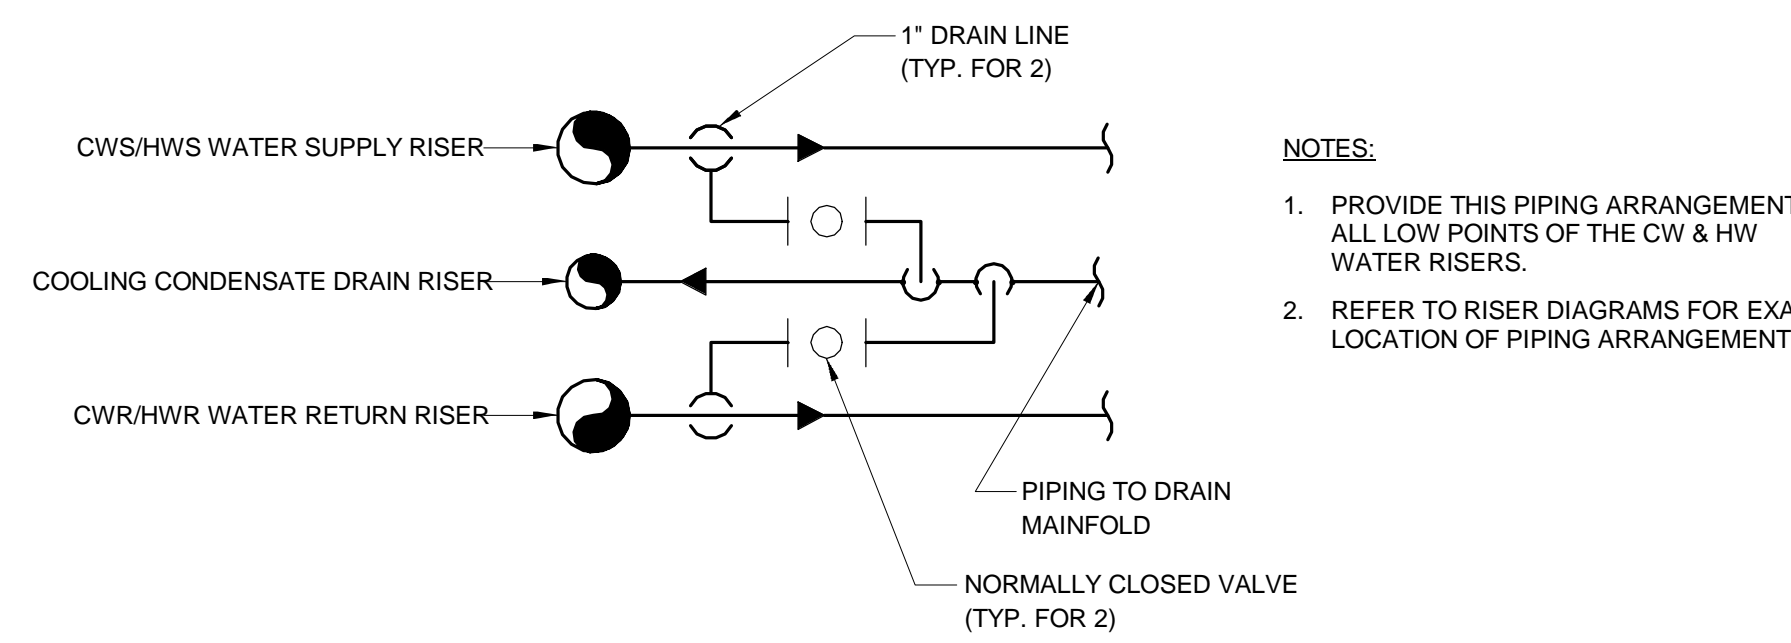 1" DRAIN LINE
(TYP. FOR 2)
CWS/HWS WATER SUPPLY RISER
COOLING CONDENSATE DRAIN RISER
CWR/HWR WATER RETURN RISER
PIPING TO DRAIN
MAINFOLD
NORMALLY CLOSED VALVE
(TYP. FOR 2)
NOTES:
1. PROVIDE THIS PIPING ARRANGEMENT
ALL LOW POINTS OF THE CW & HW
WATER RISERS.
2. REFER TO RISER DIAGRAMS FOR
LOCATION OF PIPING ARRANGEMENT